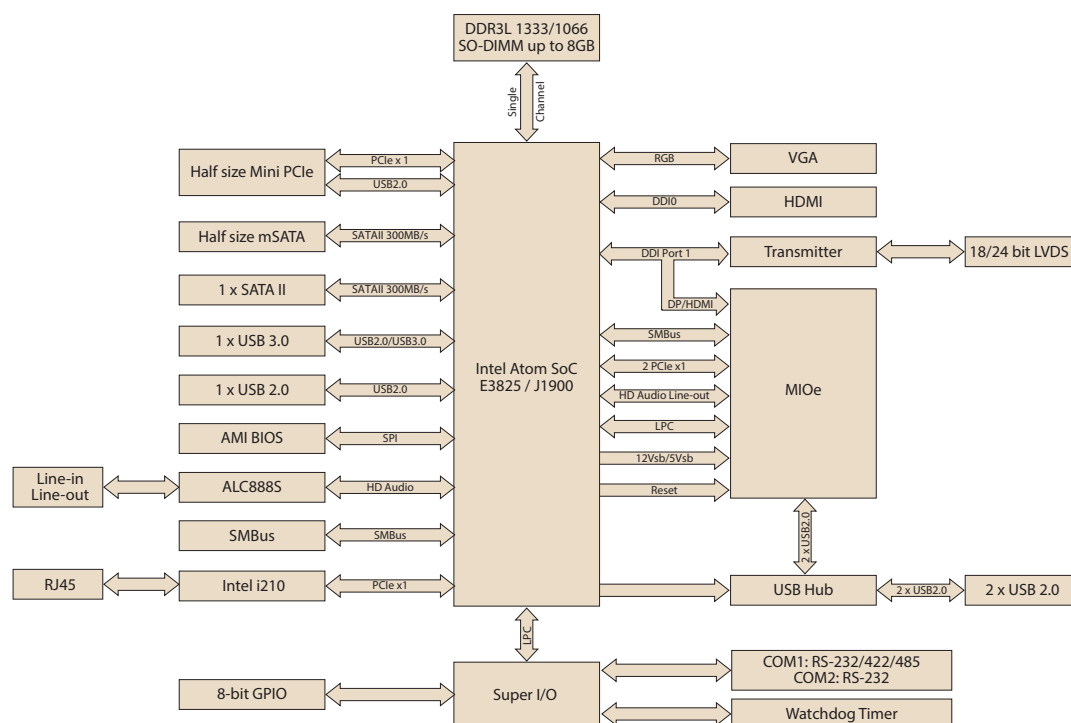 DDR3L 1333/1066
SO-DIMM up to 8GB
Single
Channel
Half size Mini PCIe
PCIe x 1
USB2.0
Half size mSATA
SATAII 300MB/s
1 x SATA II
SATAII 300MB/s
1 x USB 3.0
USB2.0/USB3.0
1 x USB 2.0
USB2.0
AMI BIOS
SPI
Line-in
Line-out
ALC888S
HD Audio
SMBus
SMBus
RJ45
Intel i210
PCIe x1
Intel Atom SoC
E3825 / J1900
RGB
VGA
DDI0
HDMI
DDI Port 1
Transmitter
18/24 bit LVDS
DP/HDMI
SMBus
2 PCIe x1
HD Audio Line-out
LPC
12Vsb/5Vsb
Reset
MIOe
2 x USB2.0
USB Hub
2 x USB2.0
2 x USB 2.0
LPC
8-bit GPIO
Super I/O
COM1: RS-232/422/485
COM2: RS-232
Watchdog Timer